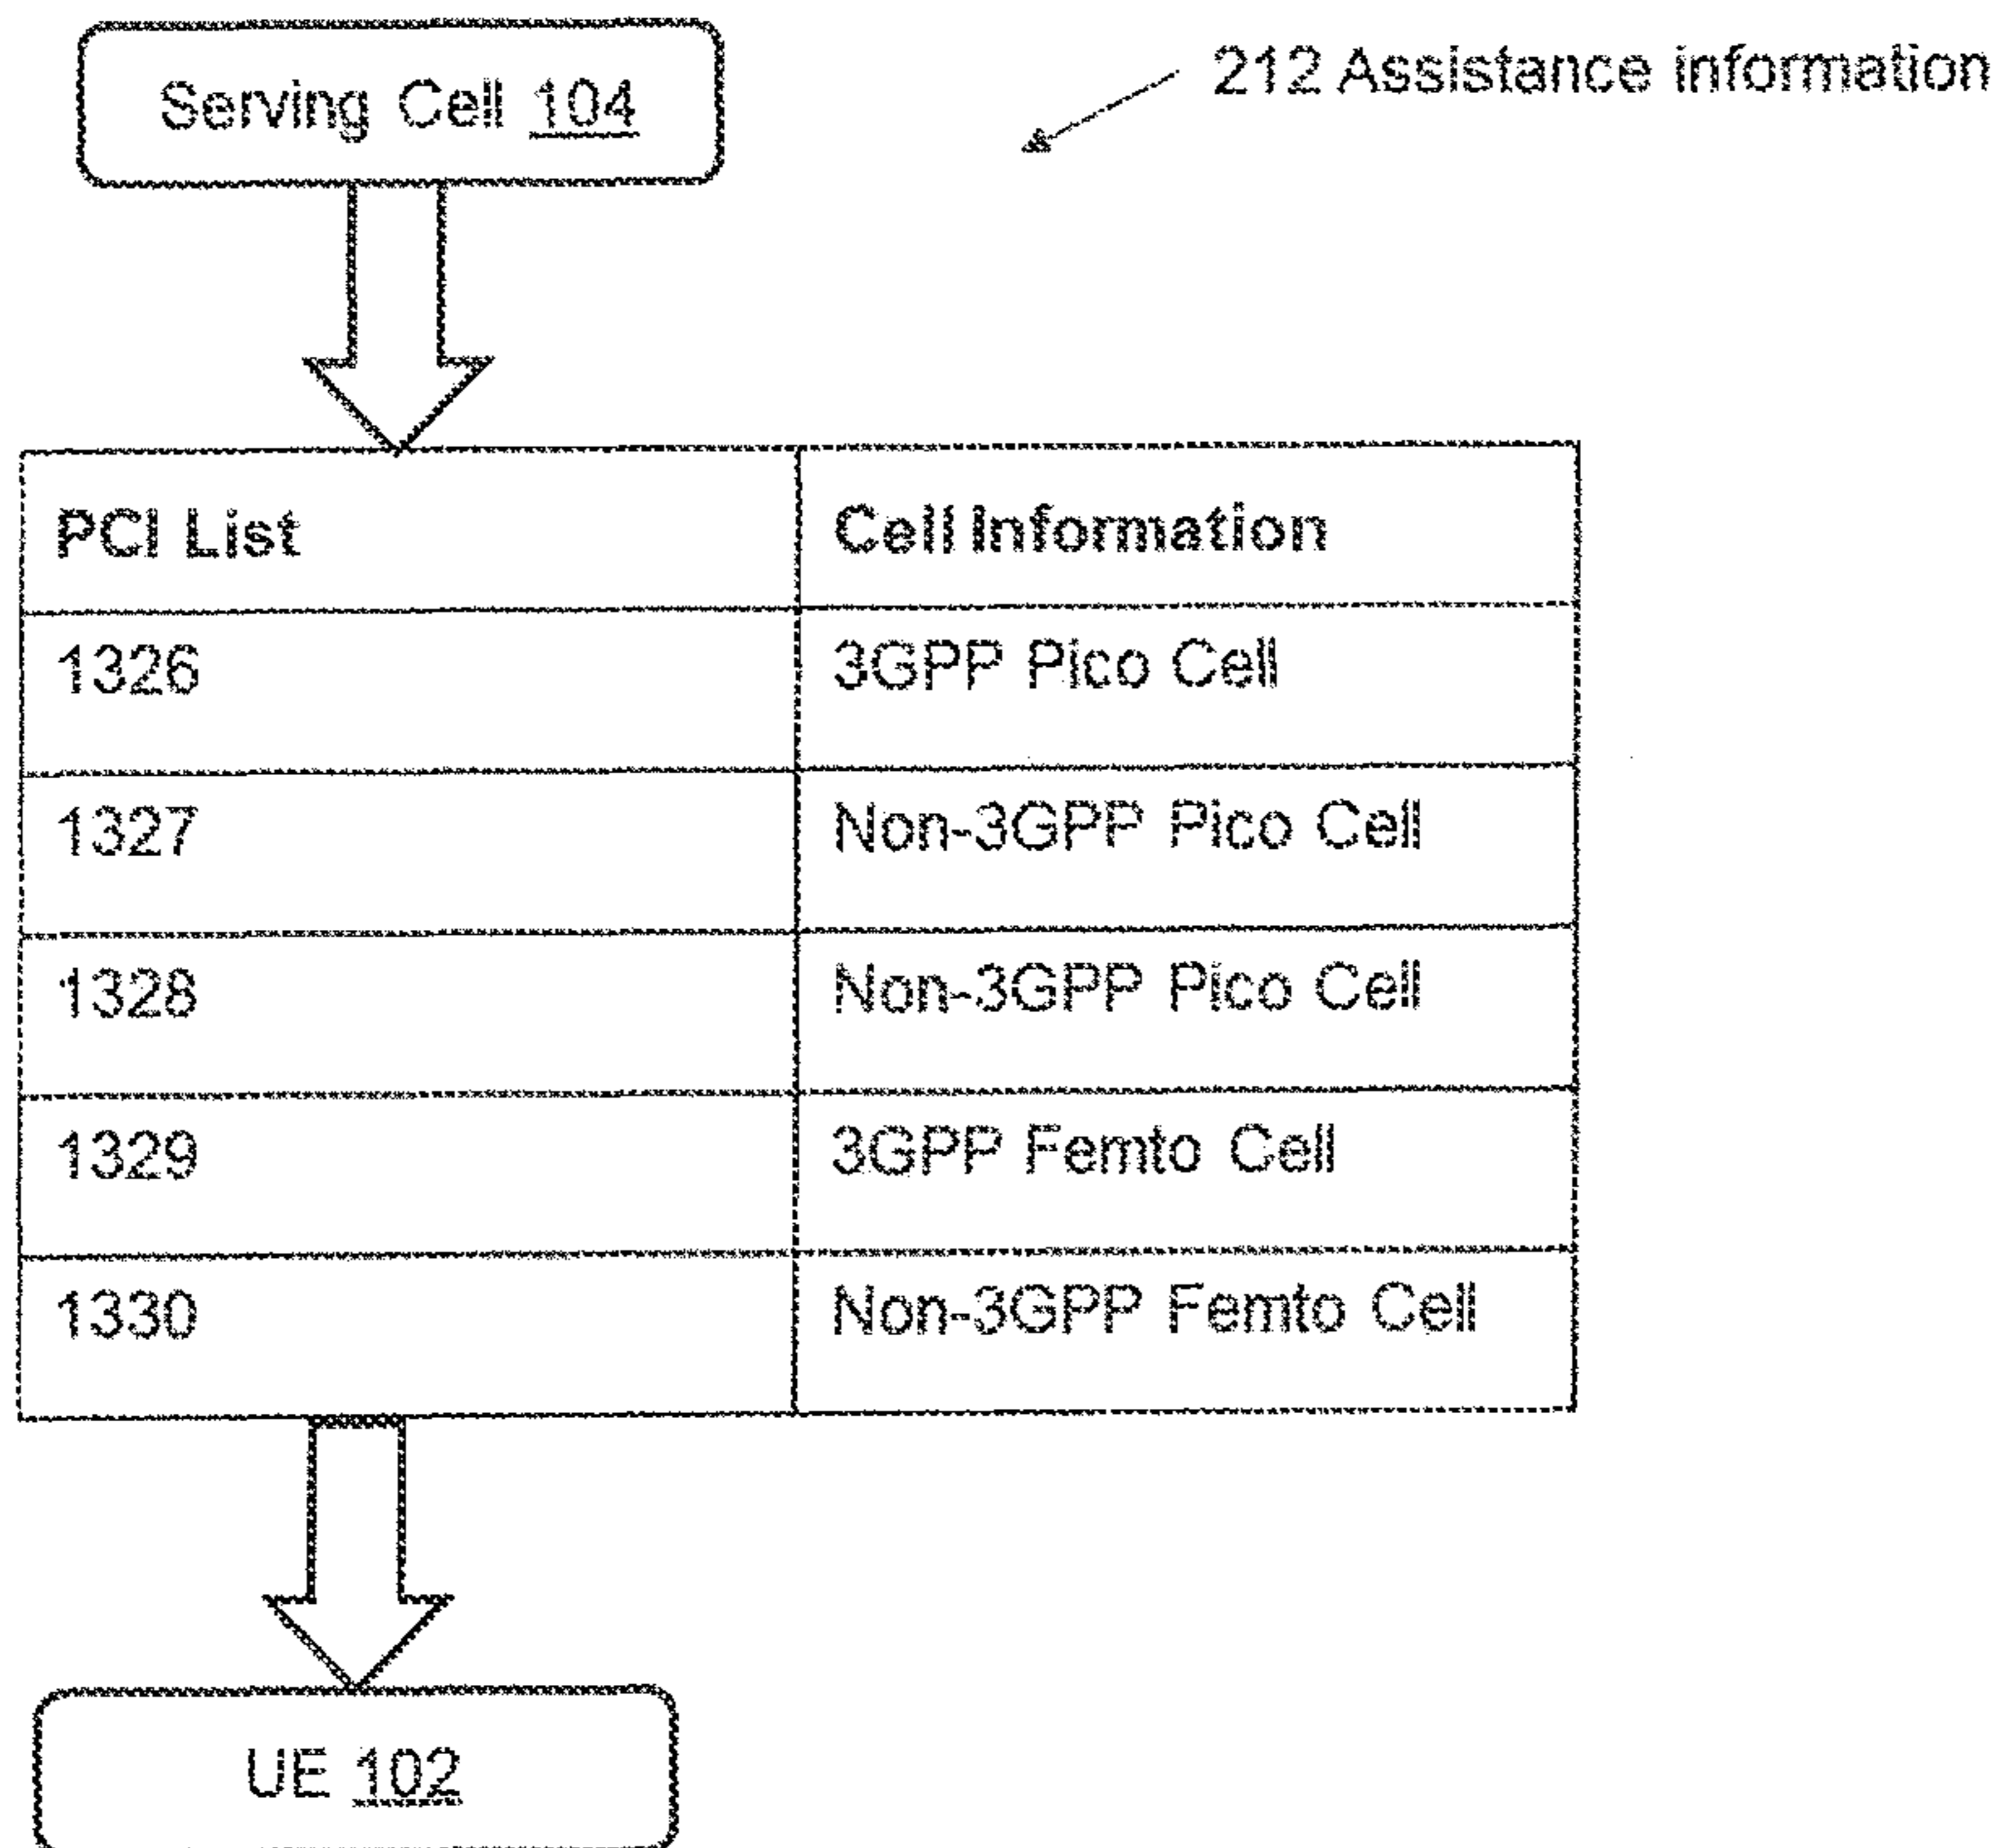 Serving Cell 104
212 Assistance information
PCI List Cell Information
1326 3GPP Pico Cell
1327 Non-3GPP Pico Cell
1328 Non-3GPP Pico Cell
1329 3GPP Femto Cell
1330 Non-3GPP Femto Cell
UE 102